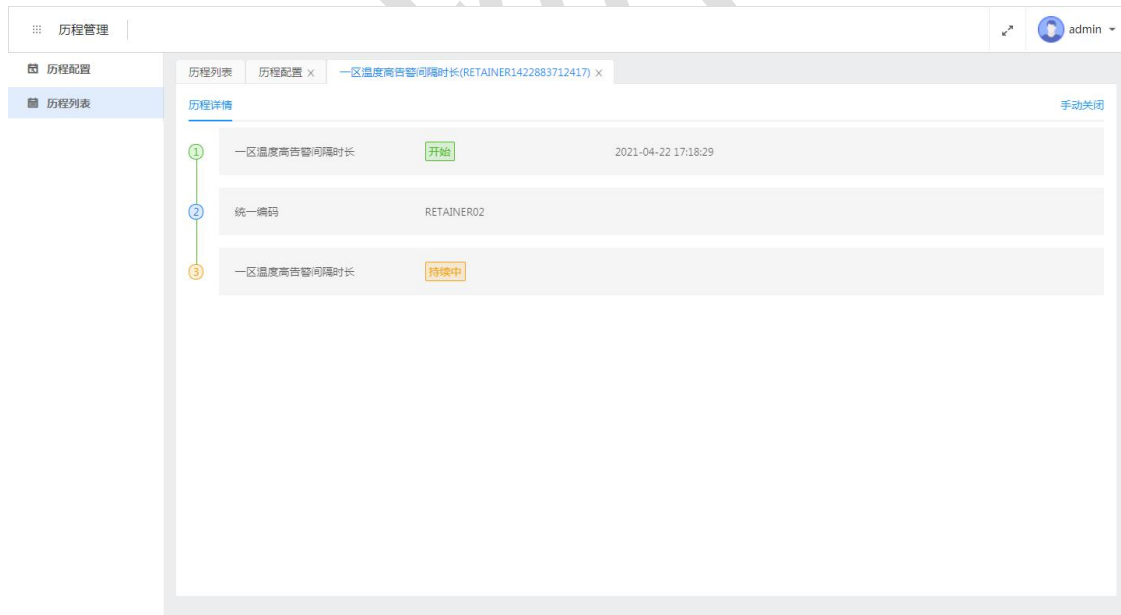 历程管理
admin
历程配置
历程列表
历程列表 历程配置 × 一区温度高告警间隔时长(RETAINER1422883712417) ×
历程详情 手动关闭
1 一区温度高告警间隔时长 开始 2021-04-22 17:18:29
2 统一编码 RETAINER02
3 一区温度高告警间隔时长 持续中